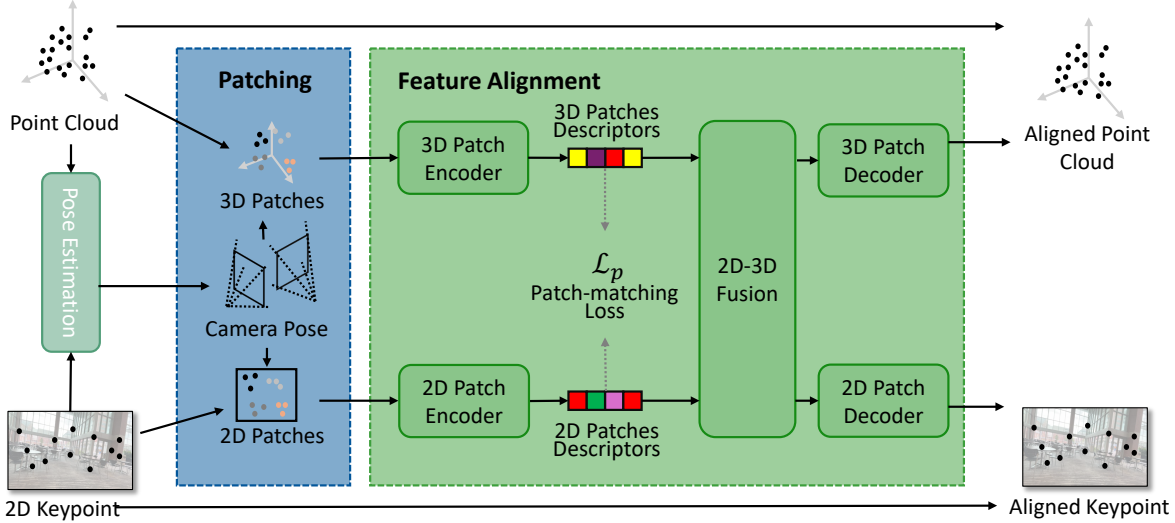 Patching
Feature Alignment
Point Cloud
Pose Estimation
2D Keypoint
3D Patches
Camera Pose
2D Patches
3D Patch
Encoder
3D Patches
Descriptors
ℒ𝑝
Patch-matching
Loss
2D Patch
Encoder
2D Patches
Descriptors
2D-3D
Fusion
3D Patch
Decoder
2D Patch
Decoder
Aligned Point
Cloud
Aligned Keypoint